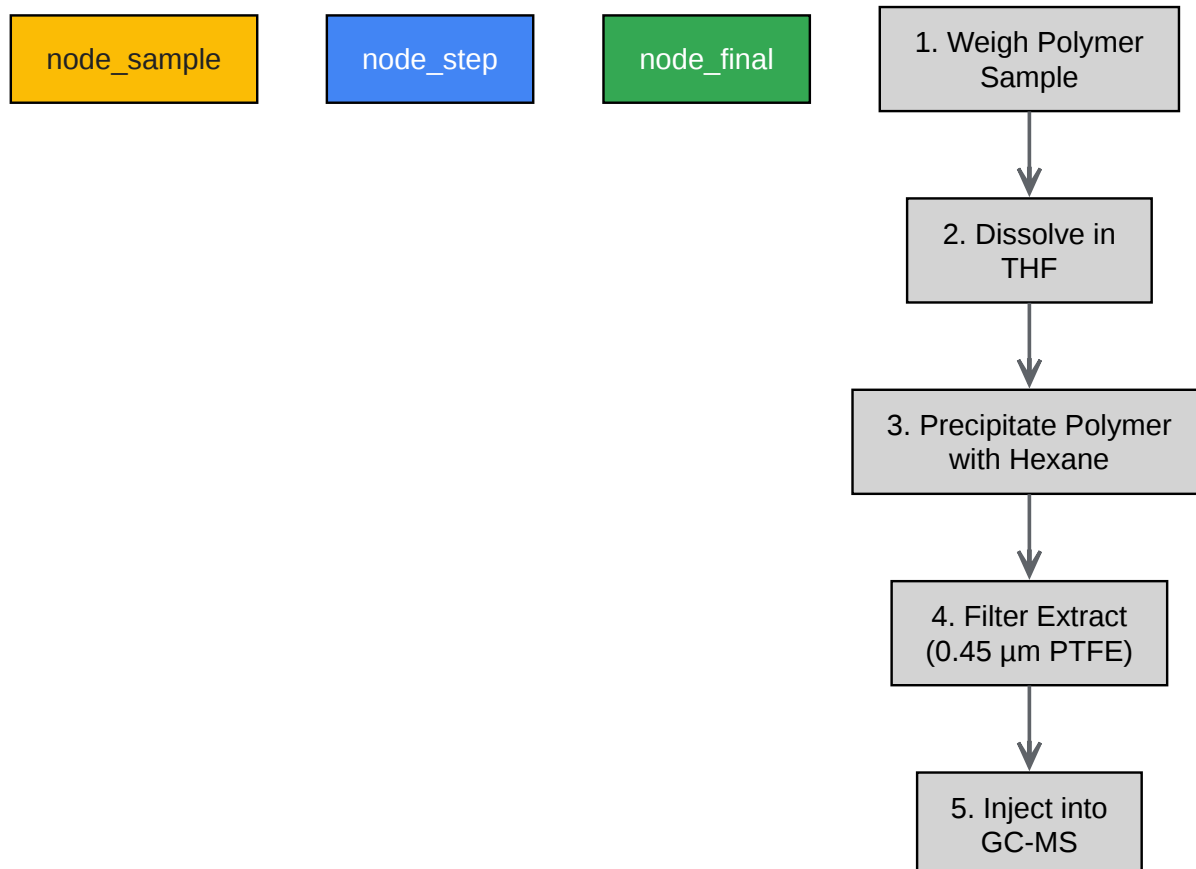 node_sample
node_step
node_final
1. Weigh Polymer
Sample
2. Dissolve in
THF
3. Precipitate Polymer
with Hexane
4. Filter Extract
(0.45 µm PTFE)
5. Inject into
GC-MS